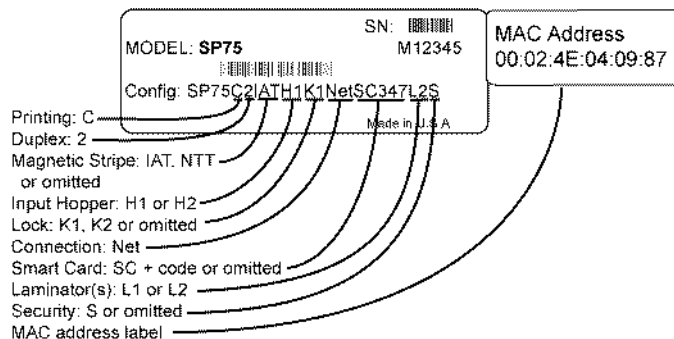 SN:
MODEL: SP75
M12345
MAC Address
00:02:4E:04:09:87
Config: SP75C2IATH1K1NetSC347L2S
Made in U.S.A
Printing: C
Duplex: 2
Magnetic Stripe: IAT, NTT
or omitted
Input Hopper: H1 or H2
Lock: K1, K2 or omitted
Connection: Net
Smart Card: SC + code or omitted
Laminator(s): L1 or L2
Security: S or omitted
MAC address label